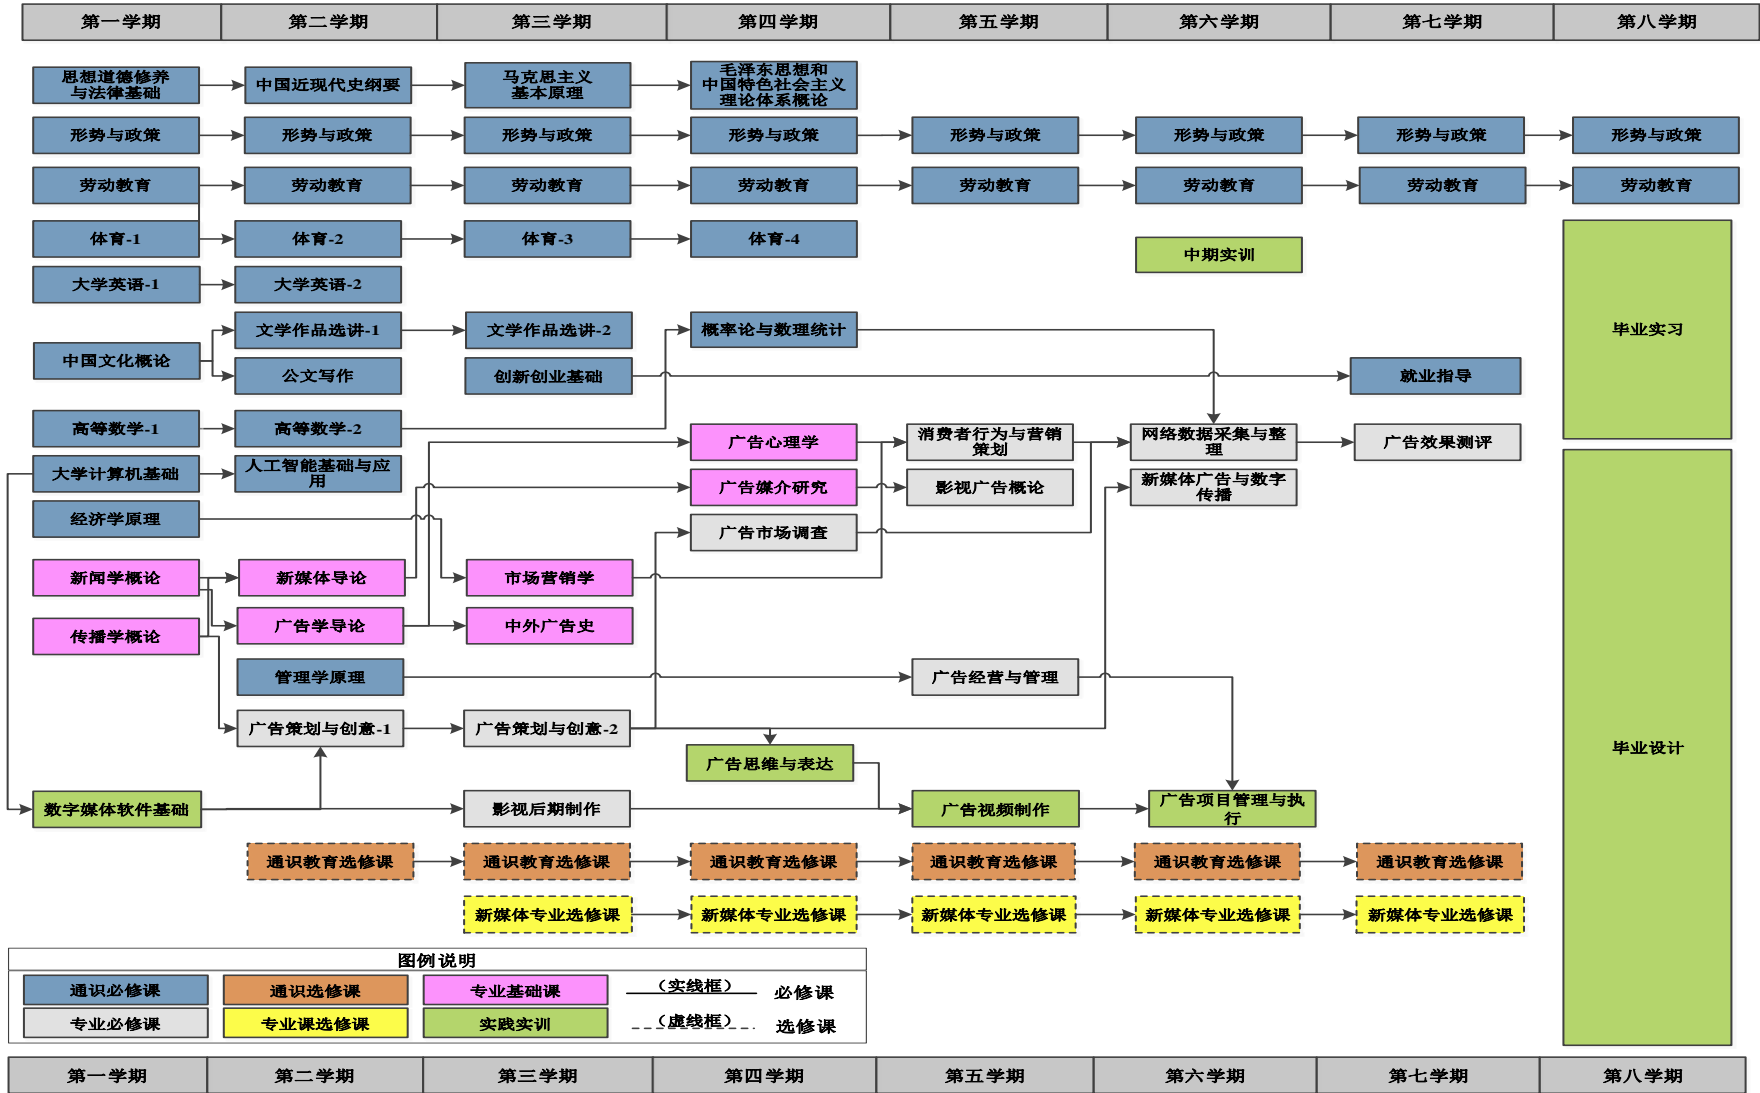 第一学期 第二学期 第三学期 第四学期 第五学期 第六学期 第七学期 第八学期
思想道德修养
与法律基础
中国近现代史纲要
马克思主义
基本原理
毛泽东思想和
中国特色社会主义
理论体系概论
形势与政策 形势与政策 形势与政策 形势与政策 形势与政策 形势与政策 形势与政策 形势与政策
劳动教育 劳动教育 劳动教育 劳动教育 劳动教育 劳动教育 劳动教育 劳动教育
体育-1 体育-2 体育-3 体育-4
中期实训
大学英语-1 大学英语-2
毕业实习
中国文化概论
文学作品选讲-1 文学作品选讲-2 概率论与数理统计
公文写作 创新创业基础 就业指导
高等数学-1 高等数学-2
广告心理学
消费者行为与营销
策划
网络数据采集与整
理
广告效果测评
大学计算机基础
人工智能基础与应
用
广告媒介研究 影视广告概论
新媒体广告与数字
传播
经济学原理 广告市场调查
新闻学概论 新媒体导论 市场营销学
传播学概论 广告学导论 中外广告史
管理学原理 广告经营与管理
广告策划与创意-1 广告策划与创意-2
广告思维与表达
毕业设计
数字媒体软件基础 影视后期制作 广告视频制作
广告项目管理与执
行
通识教育选修课 通识教育选修课 通识教育选修课 通识教育选修课 通识教育选修课 通识教育选修课
新媒体专业选修课 新媒体专业选修课 新媒体专业选修课 新媒体专业选修课 新媒体专业选修课
图例说明
通识必修课 通识选修课 专业基础课 （实线框） 必修课
专业必修课 专业课选修课 实践实训 （虚线框） 选修课
第一学期 第二学期 第三学期 第四学期 第五学期 第六学期 第七学期 第八学期